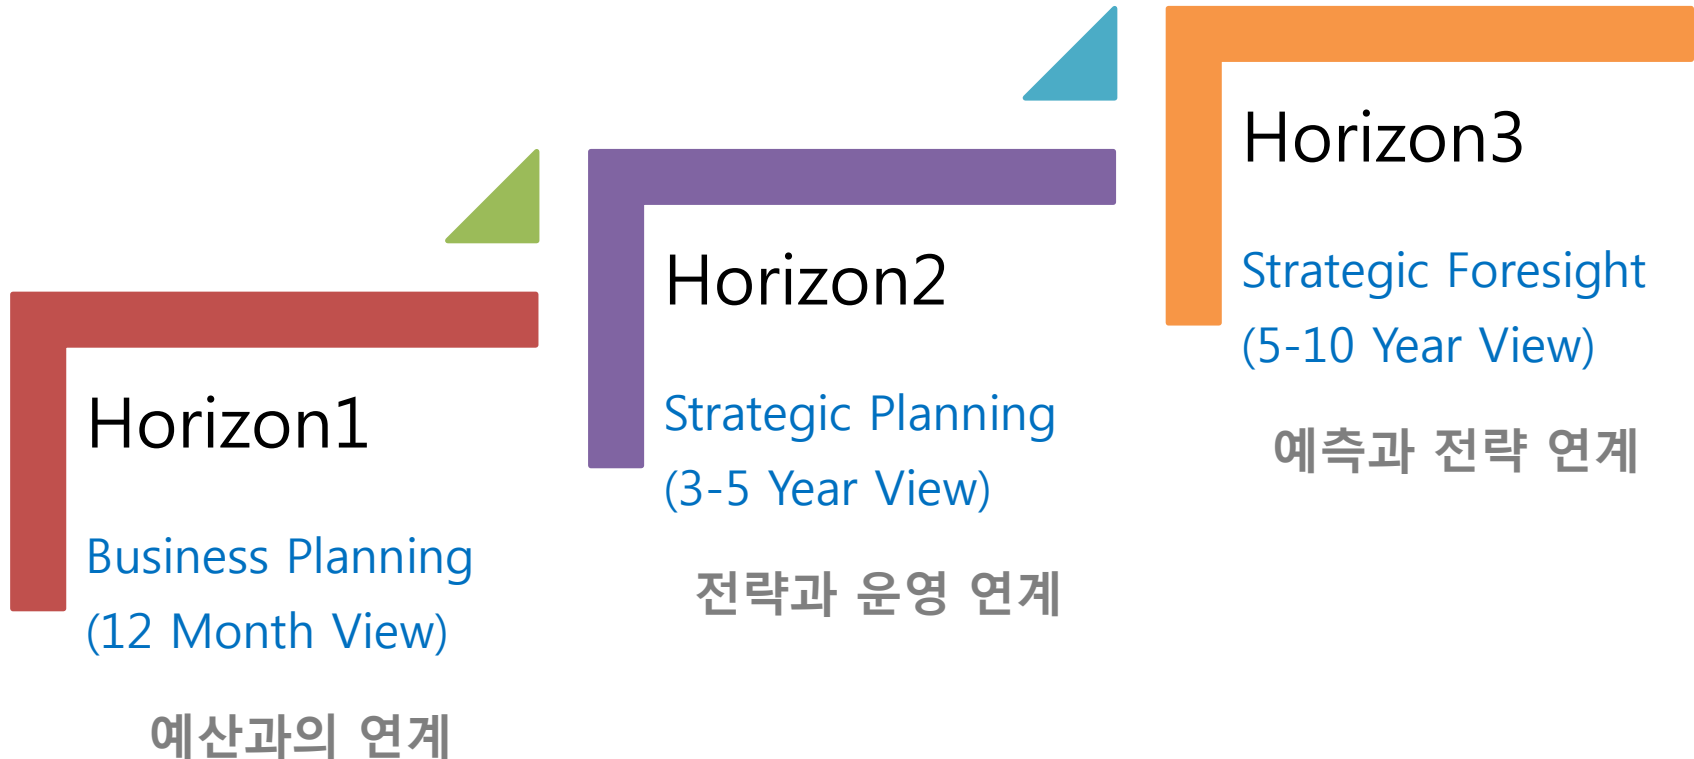 Horizon1
Business Planning
(12 Month View)
예산과의 연계
Horizon2
Strategic Planning
(3-5 Year View)
전략과 운영 연계
Horizon3
Strategic Foresight
(5-10 Year View)
예측과 전략 연계